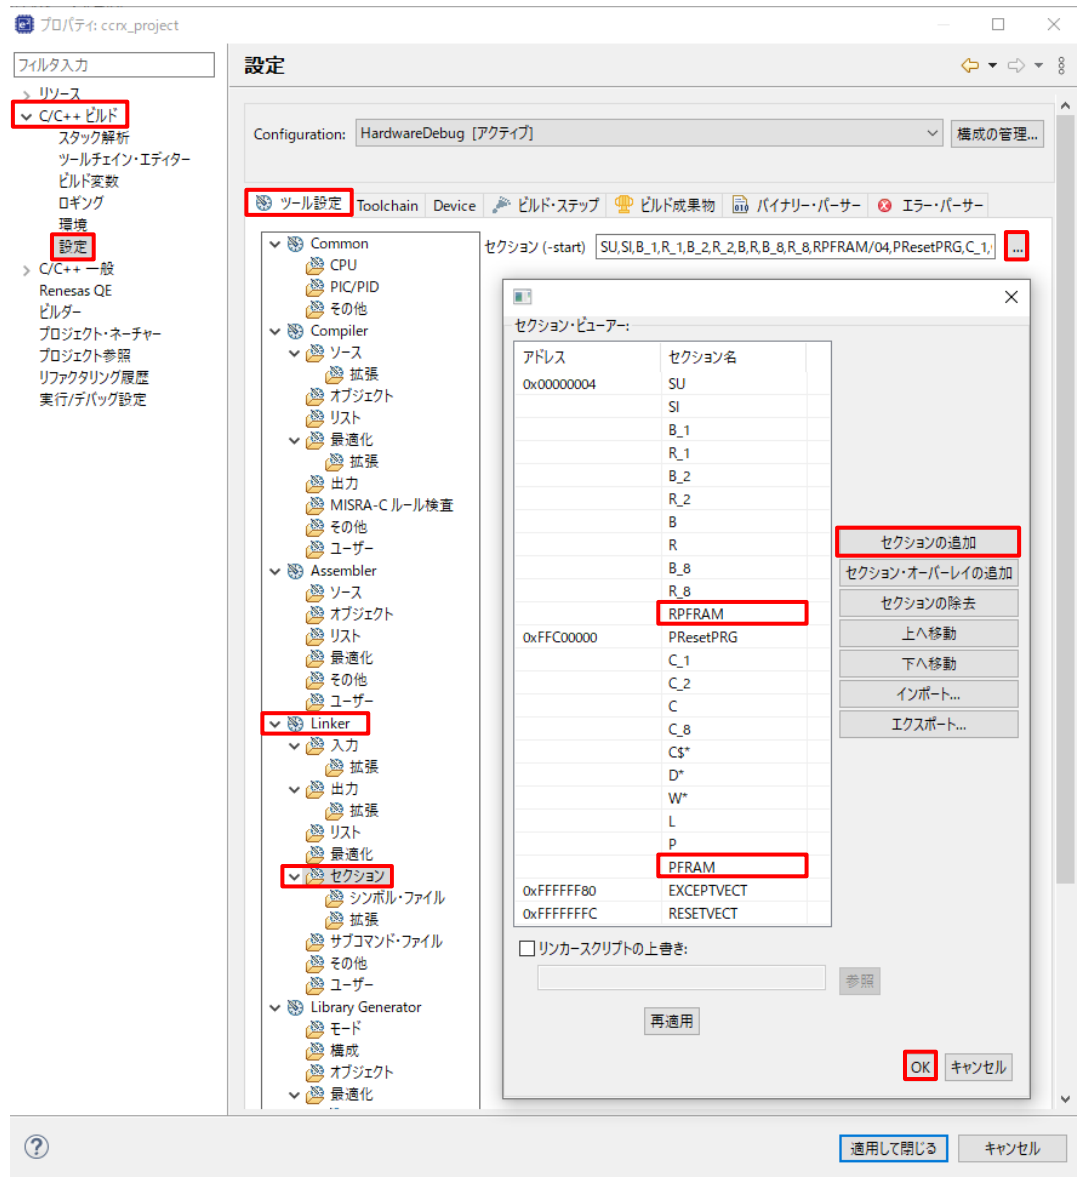 プロパティ: ccrx_project
フィルタ入力
リソース
C/C++ ビルド
スタック解析
ツールチェイン・エディター
ビルド変数
ロギング
環境
設定
C/C++ 一般
Renesas QE
ビルダー
プロジェクト・ネーチャー
プロジェクト参照
リファクタリング履歴
実行/デバッグ設定
設定
Configuration: HardwareDebug [アクティブ] 構成の管理...
ツール設定 Toolchain Device ビルド・ステップ ビルド成果物 バイナリー・パーサー エラー・パーサー
Common
CPU
PIC/PID
その他
Compiler
ソース
拡張
オブジェクト
リスト
最適化
拡張
出力
MISRA-C ルール検査
その他
ユーザー
Assembler
ソース
オブジェクト
リスト
最適化
その他
ユーザー
Linker
入力
拡張
出力
拡張
リスト
最適化
セクション
シンボル・ファイル
拡張
サブコマンド・ファイル
その他
ユーザー
Library Generator
モード
構成
オブジェクト
最適化
セクション (-start) SU,SI,B_1,R_1,B_2,R_2,B,R,B_8,R_8,RPFRAM/04,PResetPRG,C_1, ...
セクション・ビューアー:
アドレス セクション名
0x00000004 SU
SI
B_1
R_1
B_2
R_2
B
R
B_8
R_8
RPFRAM
0xFFC00000 PResetPRG
C_1
C_2
C
C_8
C$*
D*
W*
L
P
PFRAM
0xFFFFFF80 EXCEPTVECT
0xFFFFFFFC RESETVECT
セクションの追加
セクション・オーバーレイの追加
セクションの除去
上へ移動
下へ移動
インポート...
エクスポート...
リンカースクリプトの上書き:
参照
再適用
OK キャンセル
適用して閉じる キャンセル